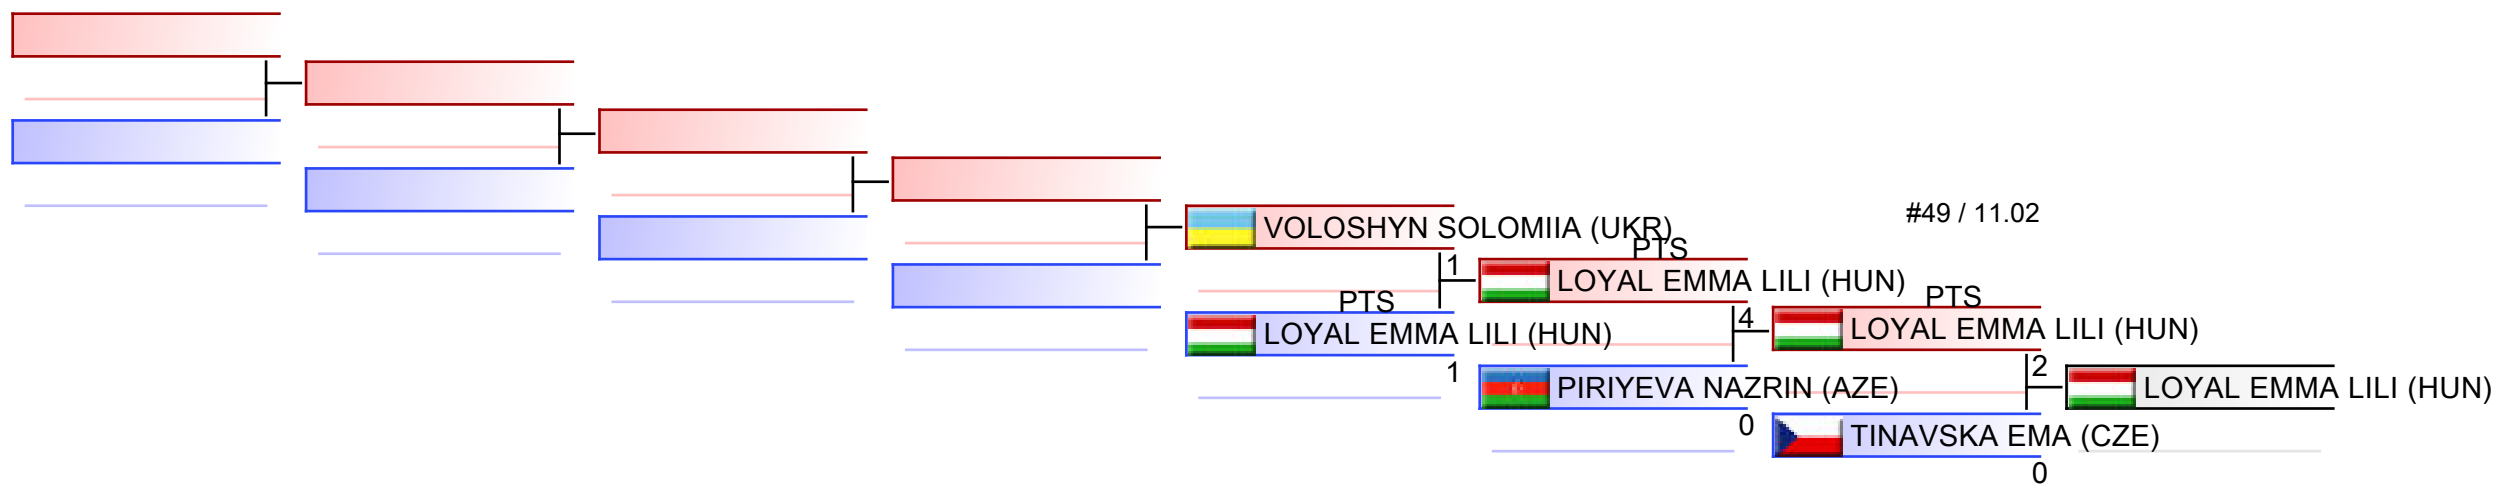 #49 / 11.02
VOLOSHYN SOLOMIIA (UKR)
PTS
1
LOYAL EMMA LILI (HUN)
PTS
PTS
LOYAL EMMA LILI (HUN)
4
LOYAL EMMA LILI (HUN)
1
PIRIYEVA NAZRIN (AZE)
2
LOYAL EMMA LILI (HUN)
0
TINAVSKA EMA (CZE)
0